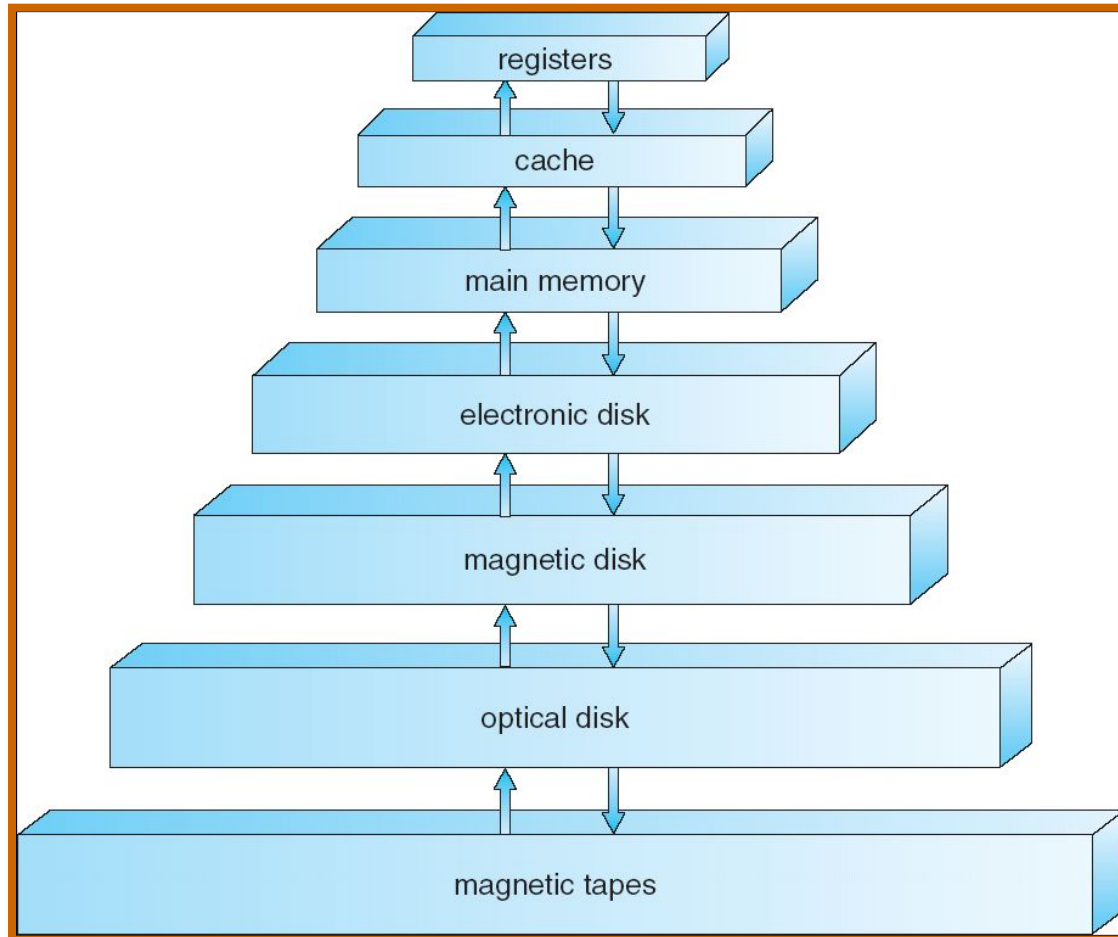 registers
cache
main memory
electronic disk
magnetic disk
optical disk
magnetic tapes